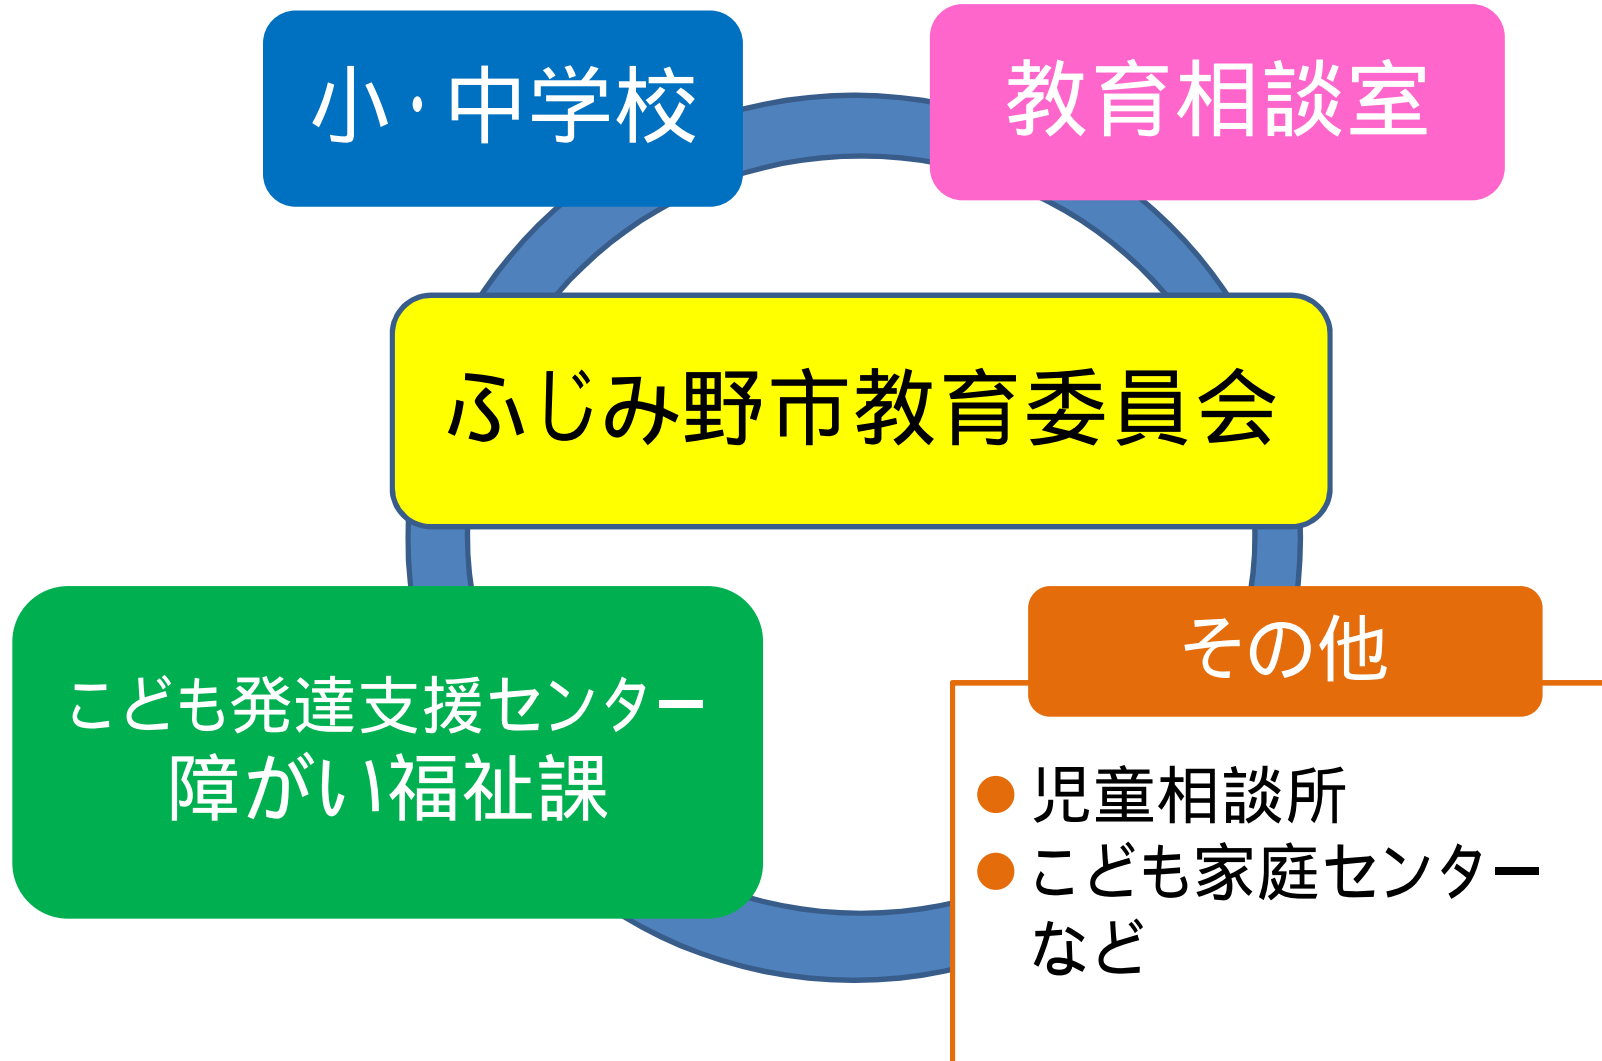 小・中学校
教育相談室
ふじみ野市教育委員会
こども発達支援センター
障がい福祉課
その他
● 児童相談所
● こども家庭センター
など